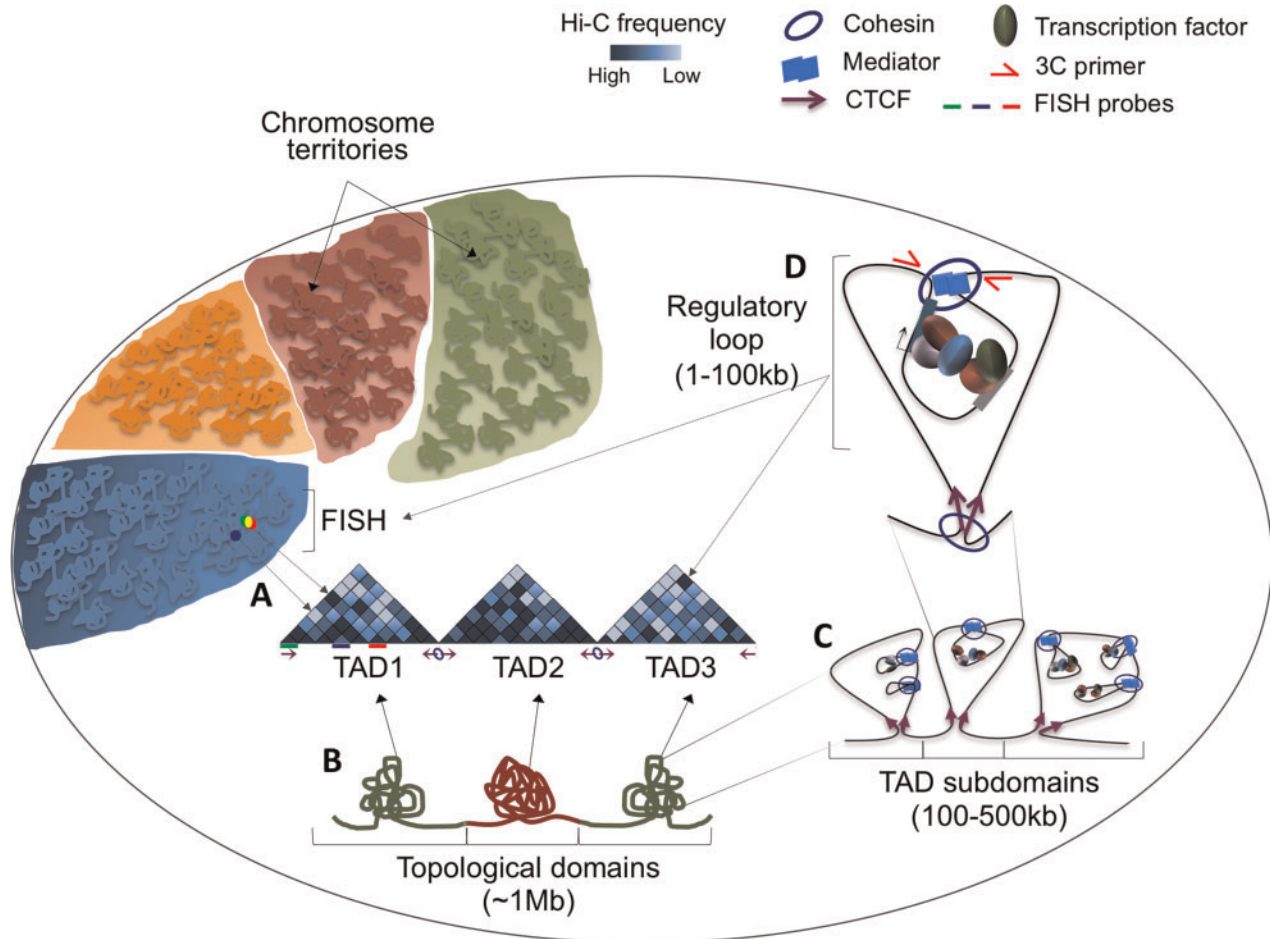 Hi-C frequency
High Low
Cohesin
Mediator
CTCF
Transcription factor
3C primer
FISH probes
Chromosome
territories
D
Regulatory
loop
(1-100kb)
FISH
A
TAD1 TAD2 TAD3
B
Topological domains
(~1Mb)
C
TAD subdomains
(100-500kb)